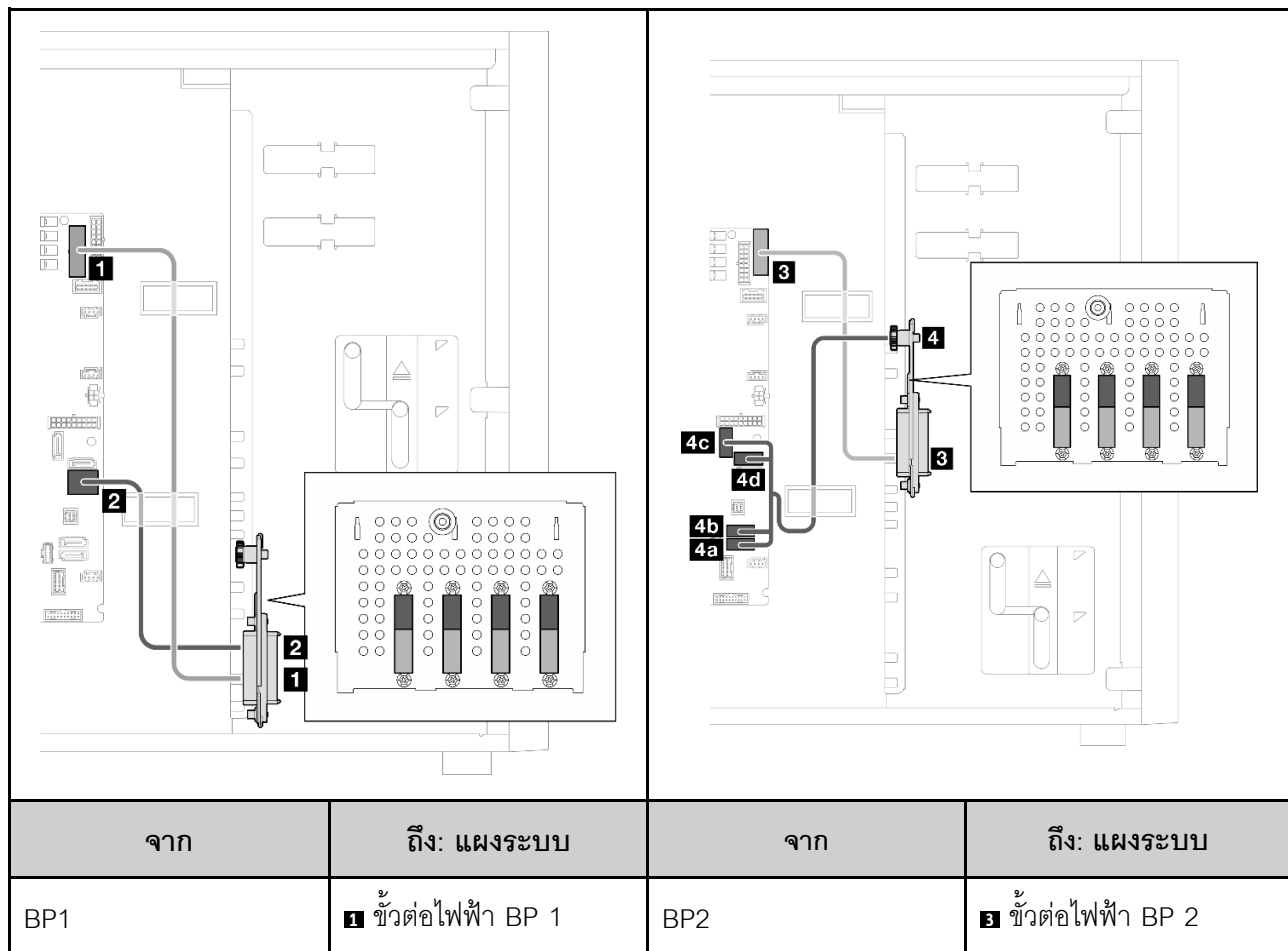 1
2
2
1
3
4
4c
4d
3
4b
4a
จาก
ถึง: แผงระบบ
จาก
ถึง: แผงระบบ
BP1
1 ขั้วต่อไฟฟ้า BP 1
BP2
3 ขั้วต่อไฟฟ้า BP 2